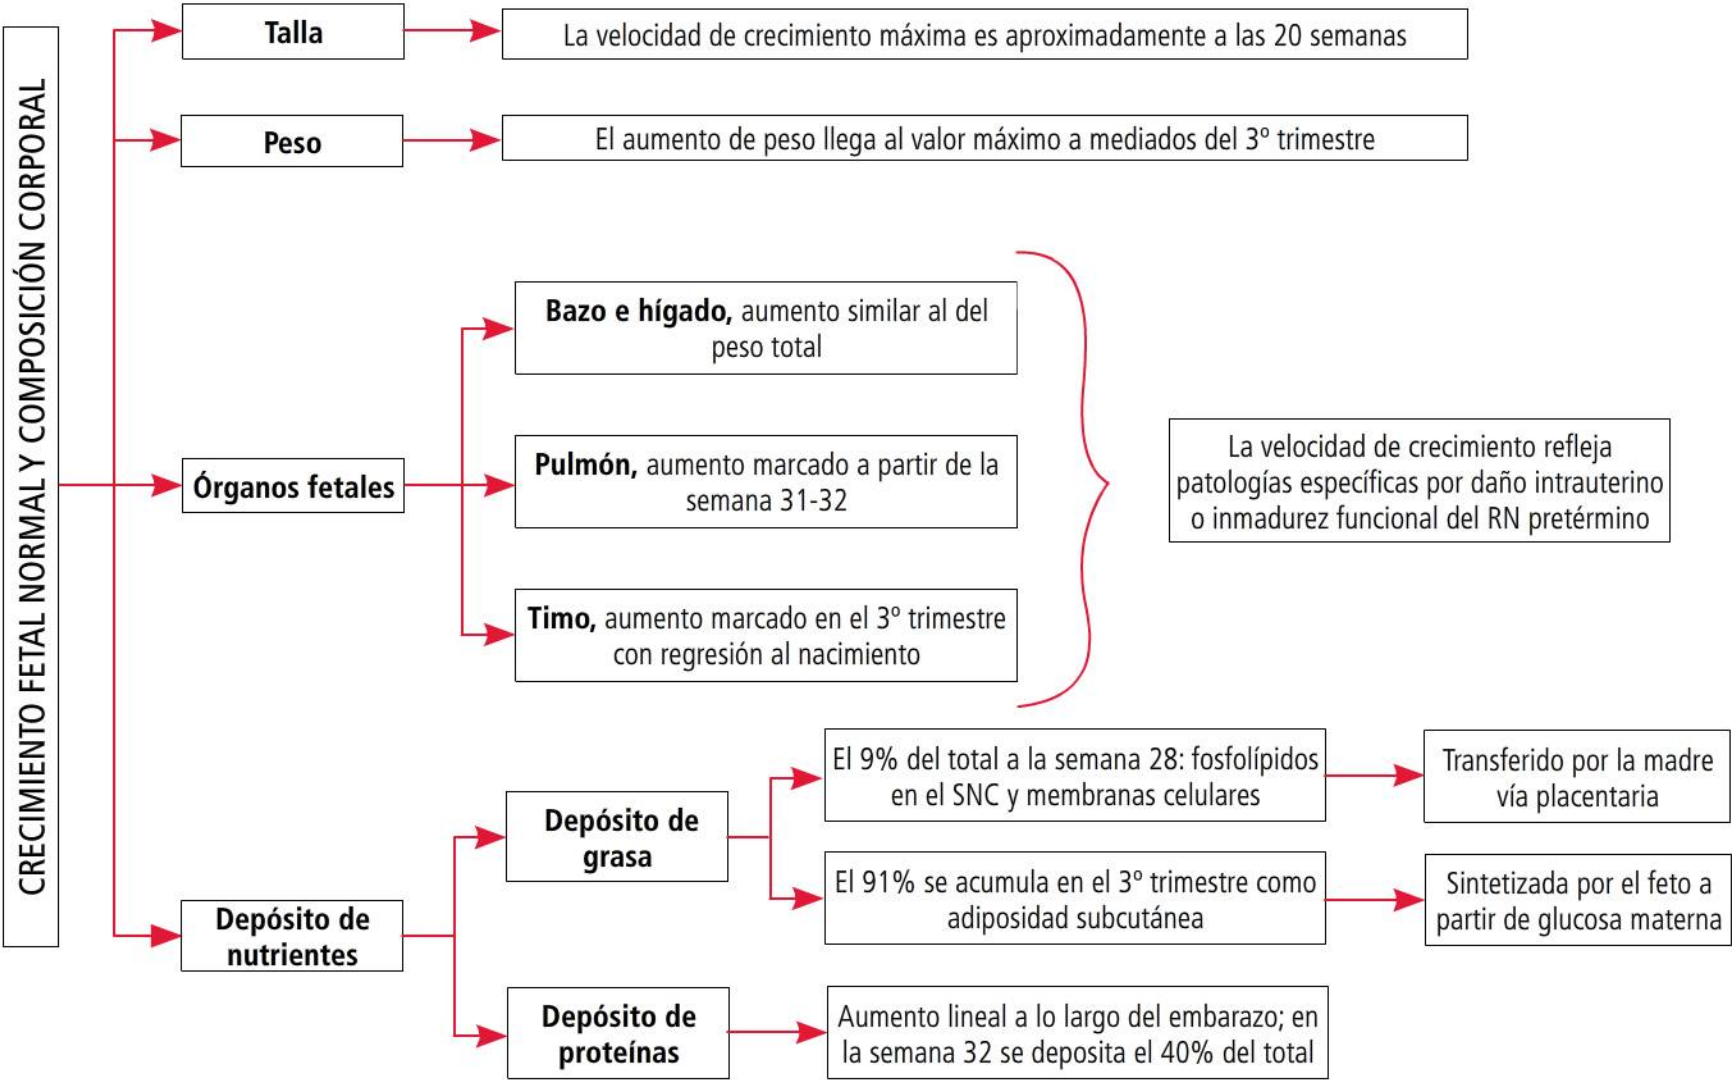 CRECIMIENTO FETAL NORMAL Y COMPOSICIÓN CORPORAL
Talla
La velocidad de crecimiento máxima es aproximadamente a las 20 semanas
Peso
El aumento de peso llega al valor máximo a mediados del 3º trimestre
Órganos fetales
Bazo e hígado, aumento similar al del
peso total
Pulmón, aumento marcado a partir de la
semana 31-32
Timo, aumento marcado en el 3º trimestre
con regresión al nacimiento
La velocidad de crecimiento refleja
patologías específicas por daño intrauterino
o inmadurez funcional del RN pretérmino
Depósito de
nutrientes
Depósito de
grasa
El 9% del total a la semana 28: fosfolípidos
en el SNC y membranas celulares
Transferido por la madre
vía placentaria
El 91% se acumula en el 3º trimestre como
adiposidad subcutánea
Sintetizada por el feto a
partir de glucosa materna
Depósito de
proteínas
Aumento lineal a lo largo del embarazo; en
la semana 32 se deposita el 40% del total